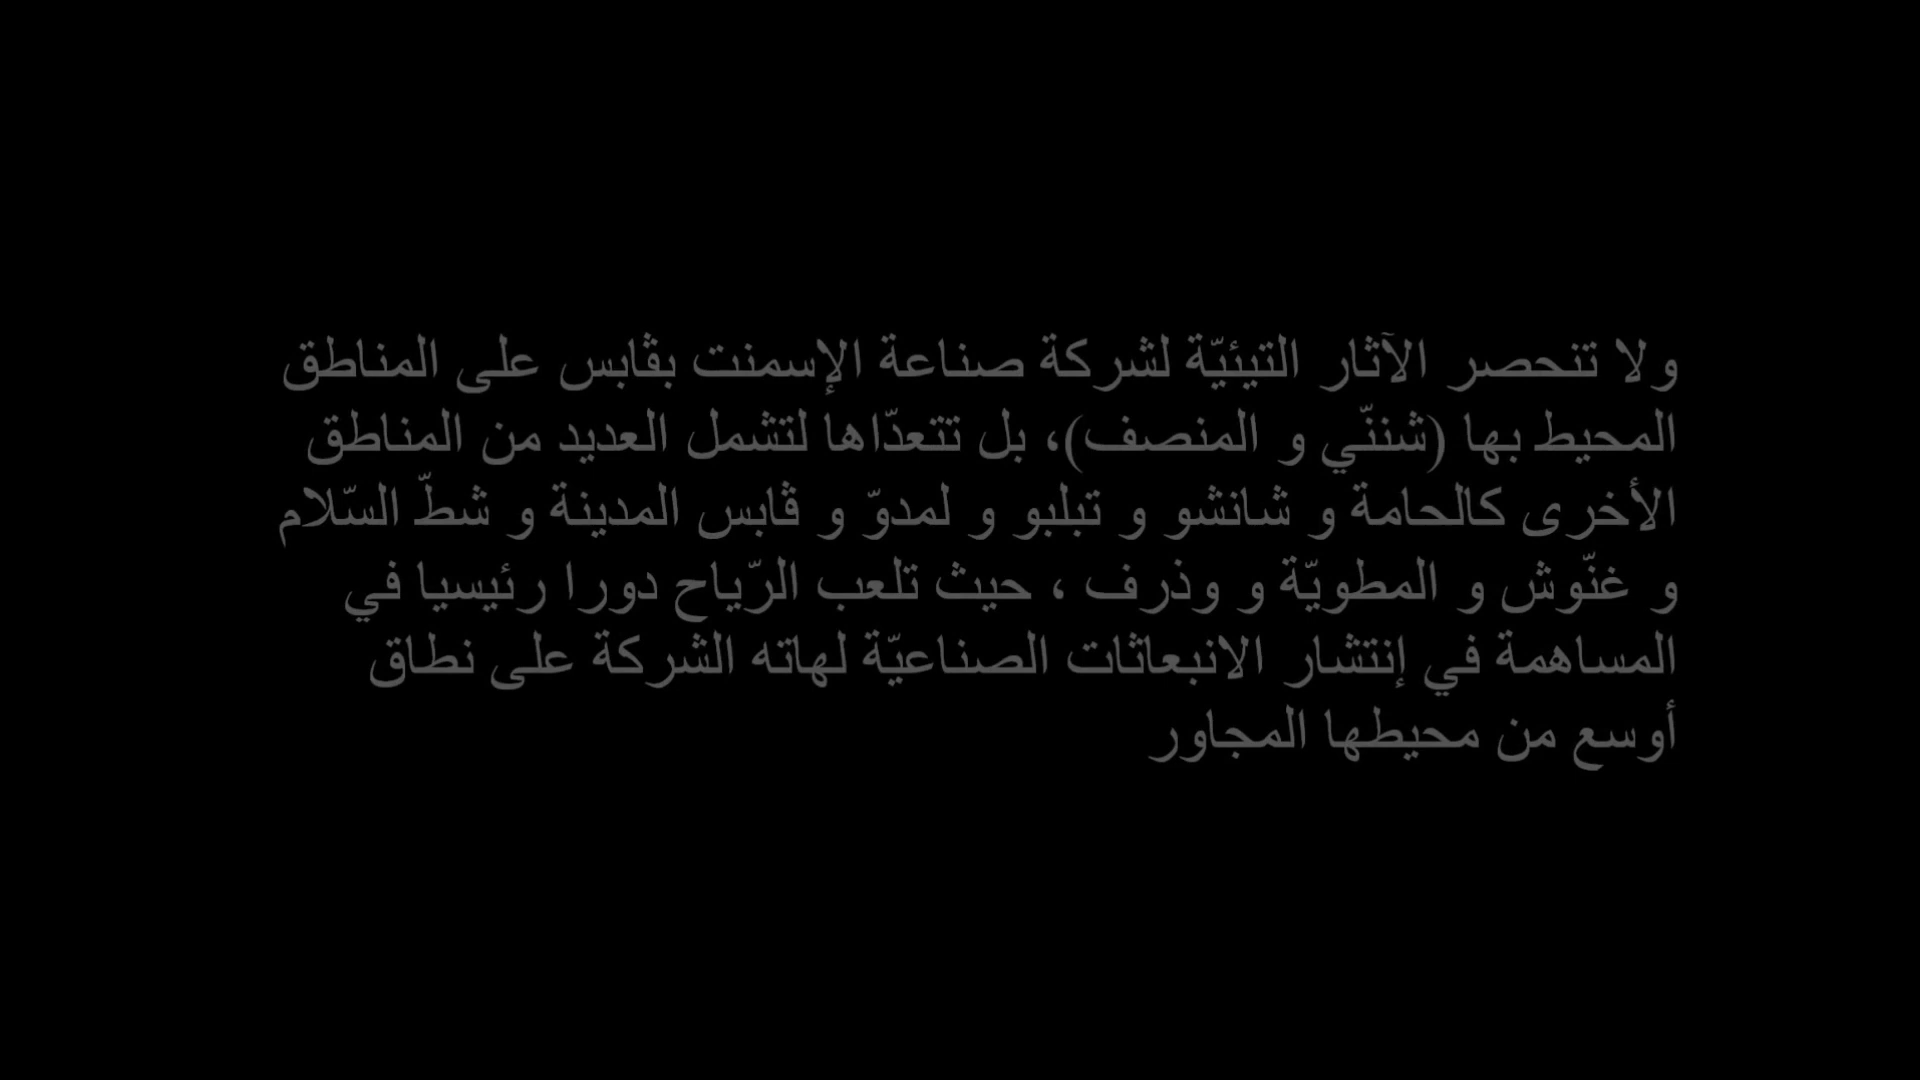 ولا تنحصر الآثار التيئيّة لشركة صناعة الإسمنت بڨابس على المناطق
المحيط بها (شننّي و المنصف)، بل تتعدّاها لتشمل العديد من المناطق
الأخرى كالحامة و شانشو و تبلبو و لمدوّ و ڨابس المدينة و شطّ السّلام
و غنّوش و المطويّة و وذرف ، حيث تلعب الرّياح دورا رئيسيا في
المساهمة في إنتشار الانبعاثات الصناعيّة لهاته الشركة على نطاق
أوسع من محيطها المجاور